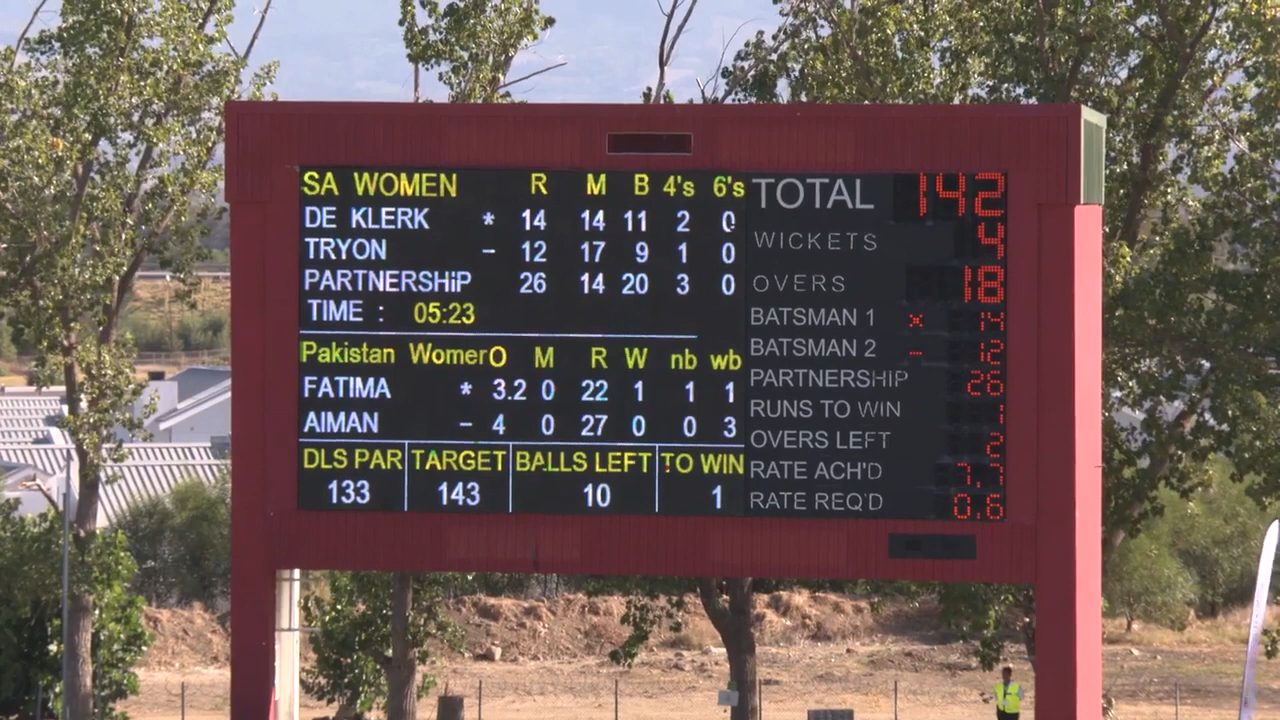 SA WOMEN R M B 4's 6's
DE KLERK * 14 14 11 2 0
TRYON - 12 17 9 1 0
PARTNERSHiP 26 14 20 3 0
TIME : 05:23
Pakistan Womer O M R W nb wb
FATIMA * 3.2 0 22 1 1 1
AIMAN - 4 0 27 0 0 3
DLS PAR TARGET BALLS LEFT TO WIN
133 143 10 1
TOTAL 142
WICKETS 4
OVERS 18
BATSMAN 1 x 14
BATSMAN 2 - 12
PARTNERSHIP 26
RUNS TO WIN 1
OVERS LEFT 2
RATE ACH'D 7.7
RATE REQ'D 0.6